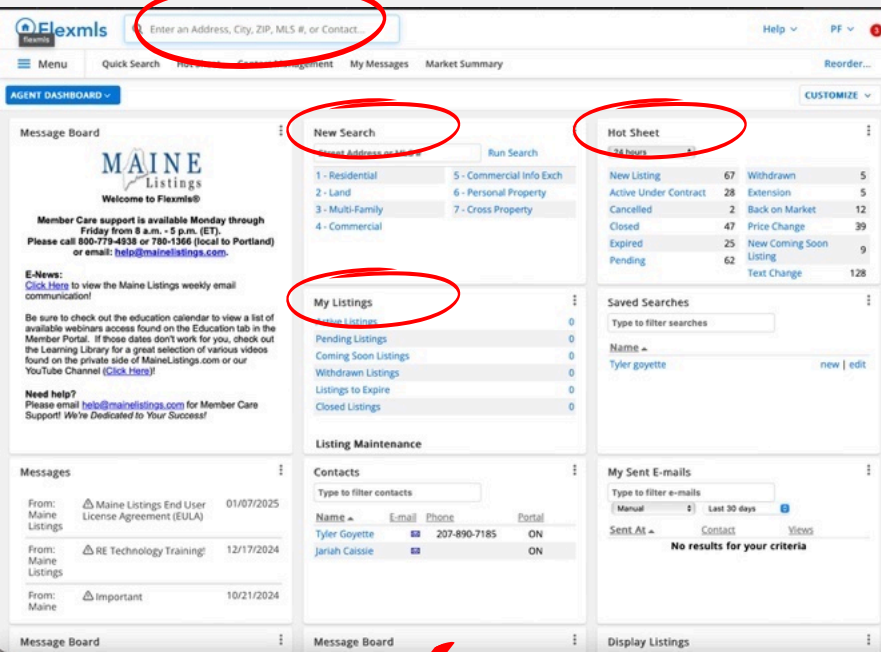 Flexmls
flexmls
Enter an Address, City, ZIP, MLS #, or Contact...
Help
PF
3
Menu
Quick Search
Management
My Messages
Market Summary
Reorder...
AGENT DASHBOARD
CUSTOMIZE
Message Board
MAINE
Listings
Welcome to Flexmls®
Member Care support is available Monday through
Friday from 8 a.m. - 5 p.m. (ET).
Please call 800-779-4938 or 780-1366 (local to Portland)
or email: help@mainelistings.com.
E-News:
Click Here to view the Maine Listings weekly email
communication!
Be sure to check out the education calendar to view a list of
available webinars access found on the Education tab in the
Member Portal. If those dates don't work for you, check out
the Learning Library for a great selection of various videos
found on the private side of MaineListings.com or our
YouTube Channel (Click Here)!
Need help?
Please email help@mainelistings.com for Member Care
Support! We're Dedicated to Your Success!
New Search
Street Address or MLS #
Run Search
1 - Residential
5 - Commercial Info Exch
2 - Land
6 - Personal Property
3 - Multi-Family
7 - Cross Property
4 - Commercial
Hot Sheet
24 hours
New Listing 67
Withdrawn 5
Active Under Contract 28
Extension 5
Cancelled 2
Back on Market 12
Closed 47
Price Change 39
Expired 25
New Coming Soon
Listing 9
Pending 62
Text Change 128
My Listings
Active Listings 0
Pending Listings 0
Coming Soon Listings 0
Withdrawn Listings 0
Listings to Expire 0
Closed Listings 0
Listing Maintenance
Saved Searches
Type to filter searches
Name
Tyler goyette new | edit
Messages
From: Maine Listings End User 01/07/2025
Maine License Agreement (EULA)
Listings
From: RE Technology Training! 12/17/2024
Maine
Listings
From: Important 10/21/2024
Maine
Contacts
Type to filter contacts
Name E-mail Phone Portal
Tyler Goyette 207-890-7185 ON
Jariah Caissie ON
My Sent E-mails
Type to filter e-mails
Manual Last 30 days
Sent At Contact Views
No results for your criteria
Message Board
Message Board
Display Listings